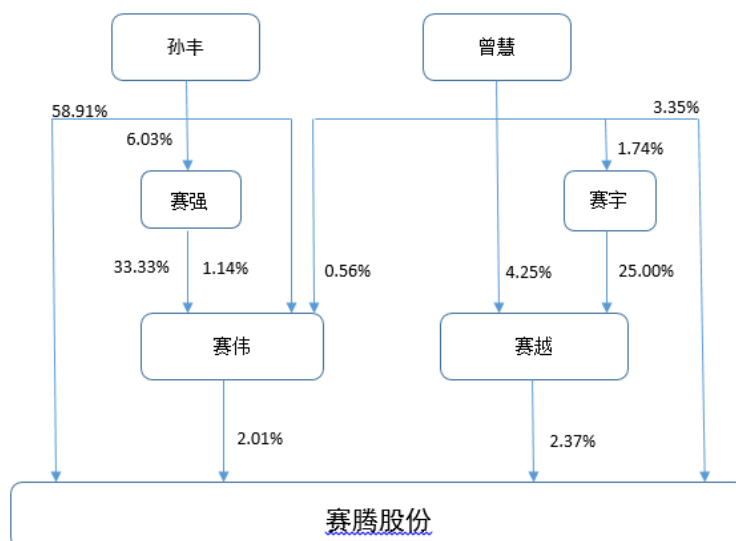 孙丰
曾慧
58.91%
3.35%
6.03%
1.74%
赛强
赛宇
33.33%
1.14%
0.56%
4.25%
25.00%
赛伟
赛越
2.01%
2.37%
赛腾股份